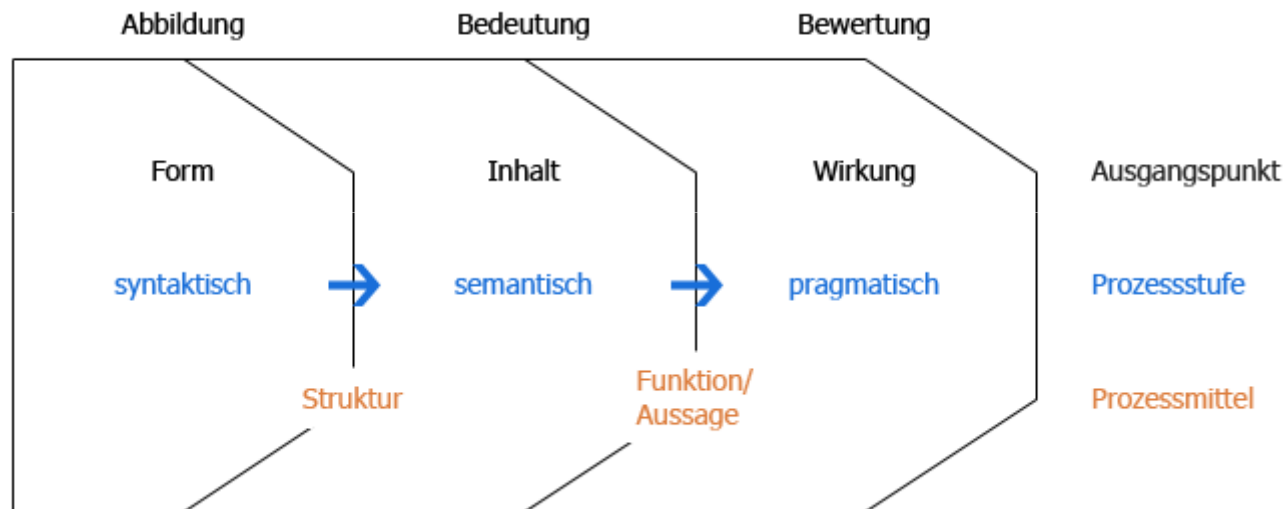 Abbildung Bedeutung Bewertung
Form Inhalt Wirkung Ausgangspunkt
syntaktisch semantisch pragmatisch Prozessstufe
Struktur Funktion/
Aussage Prozessmittel